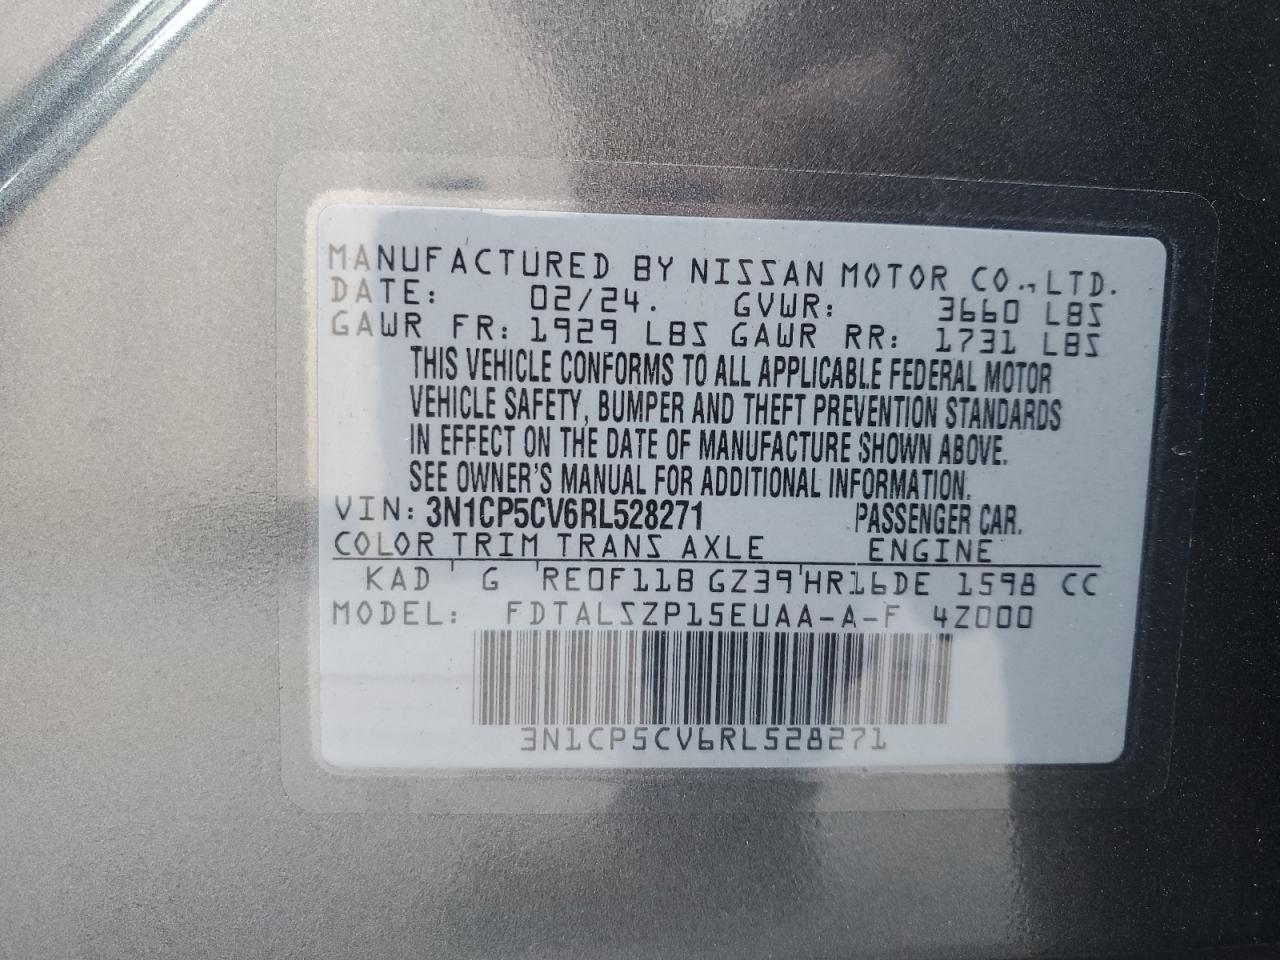 MANUFACTURED BY NISSAN MOTOR CO., LTD.
DATE: 02/24. GVWR: 3660 LBS
GAWR FR: 1929 LBS GAWR RR: 1731 LBS
THIS VEHICLE CONFORMS TO ALL APPLICABLE FEDERAL MOTOR
VEHICLE SAFETY, BUMPER AND THEFT PREVENTION STANDARDS
IN EFFECT ON THE DATE OF MANUFACTURE SHOWN ABOVE.
SEE OWNER'S MANUAL FOR ADDITIONAL INFORMATION.
VIN: 3N1CP5CV6RL528271 PASSENGER CAR.
COLOR TRIM TRANS AXLE ENGINE
KAD ' G ' RE0F11B GZ39 ' HR16DE 1598 CC
MODEL: FDTALSZP15EUAA-A-F 4Z000
3N1CP5CV6RL528271